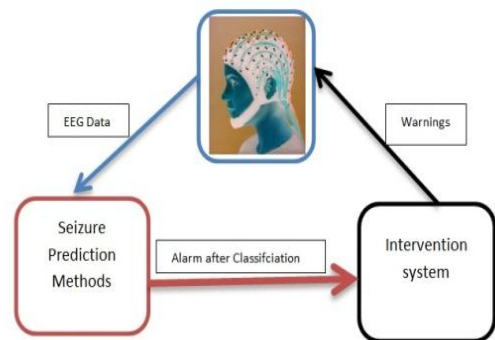 EEG Data
Warnings
Seizure
Prediction
Methods
Alarm after Classifciation
Intervention
system